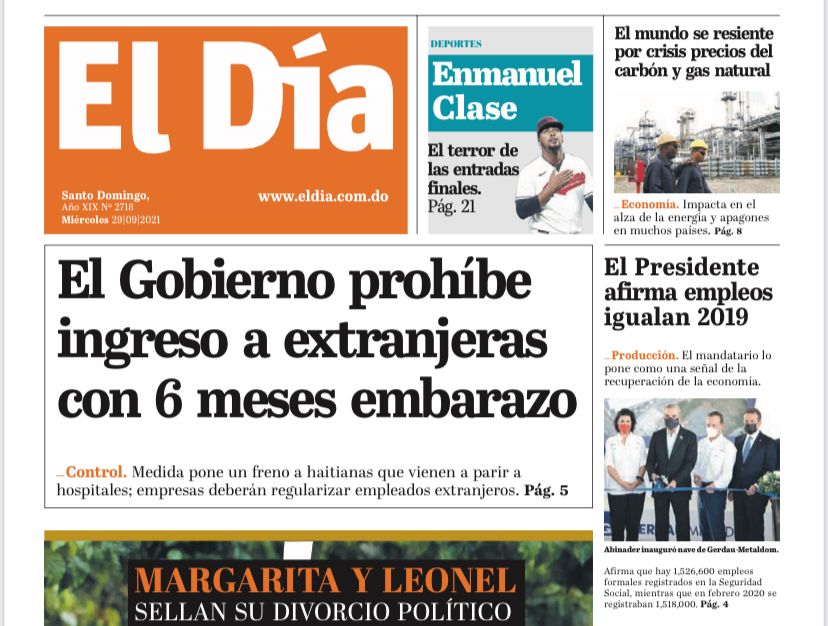 El Día
Santo Domingo,
Año XIX Nº 2718
Miércoles 29|09|2021
www.eldia.com.do
DEPORTES
Enmanuel
Clase
El terror de
las entradas
finales.
Pág. 21
El mundo se resiente
por crisis precios del
carbón y gas natural
_Economía. Impacta en el
alza de la energía y apagones
en muchos países. Pág. 8
El Gobierno prohíbe
ingreso a extranjeras
con 6 meses embarazo
_Control. Medida pone un freno a haitianas que vienen a parir a
hospitales; empresas deberán regularizar empleados extranjeros. Pág. 5
El Presidente
afirma empleos
igualan 2019
_Producción. El mandatario lo
pone como una señal de la
recuperación de la economía.
Abinader inauguró nave de Gerdau-Metaldom.
Afirma que hay 1,526,600 empleos
formales registrados en la Seguridad
Social, mientras que en febrero 2020 se
registraban 1,518,000. Pág. 4
MARGARITA Y LEONEL
SELLAN SU DIVORCIO POLÍTICO